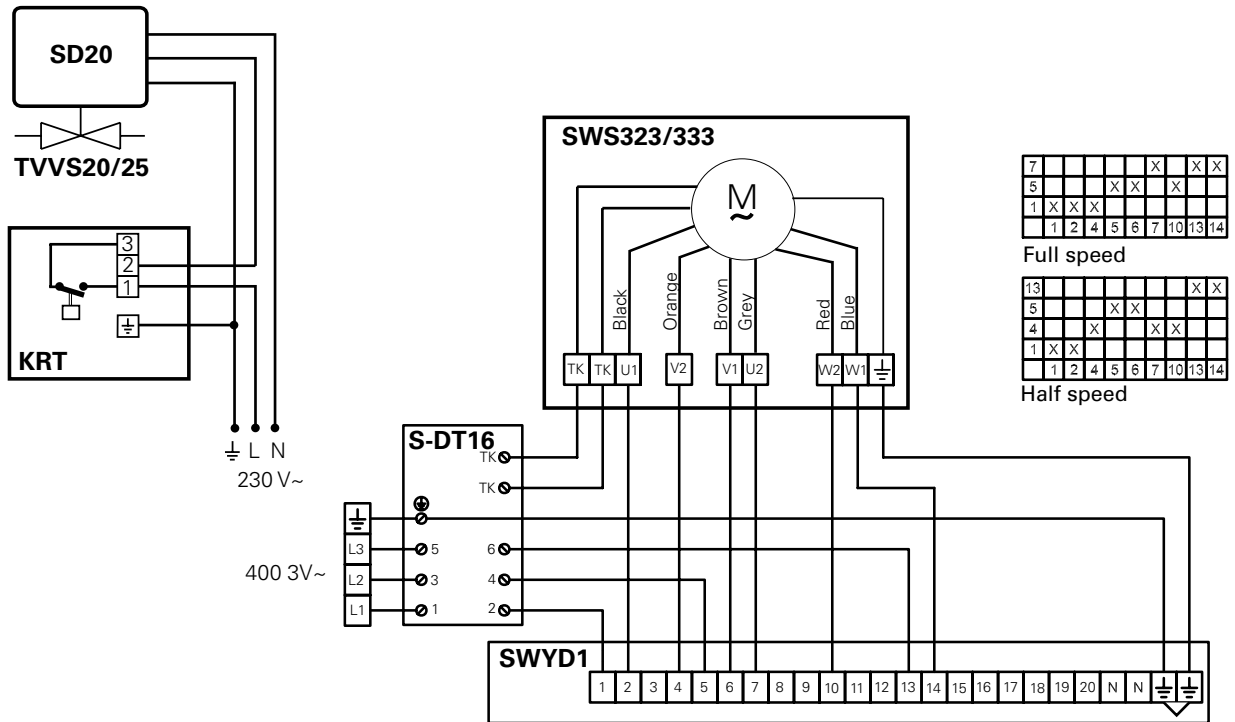 SD20
TVVS20/25
3
2
1
KRT
L N
230 V~
SWS323/333
M
~
Black
Orange
Brown
Grey
Red
Blue
TK TK U1 V2 V1 U2 W2 W1
7 X X X
5 X X X
1 X X X
1 2 4 5 6 7 10 13 14
Full speed
13 X X
5 X X
4 X X X
1 X X
1 2 4 5 6 7 10 13 14
Half speed
S-DT16
TK
TK
400 3V~
L3 5 6
L2 3 4
L1 1 2
SWYD1
1 2 3 4 5 6 7 8 9 10 11 12 13 14 15 16 17 18 19 20 N N